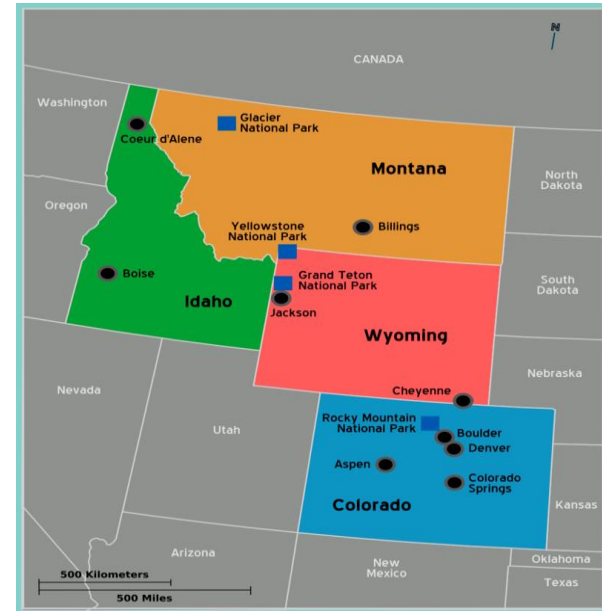 N
CANADA
Washington
Glacier
National Park
Coeur d'Alene
Montana
North
Dakota
Oregon
Yellowstone
National Park
Billings
Boise
Grand Teton
National Park
South
Dakota
Idaho
Jackson
Wyoming
Nebraska
Nevada
Cheyenne
Utah
Rocky Mountain
National Park
Boulder
Denver
Aspen
Colorado
Springs
Colorado
Kansas
Arizona
New
Mexico
Oklahoma
Texas
500 Kilometers
500 Miles